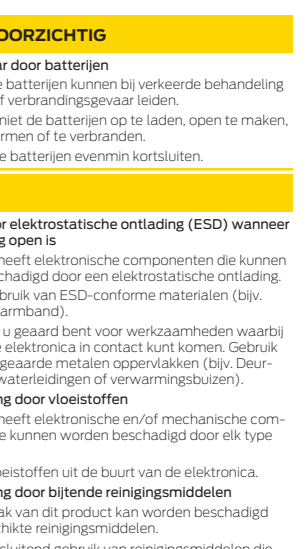 OORZICHTIG
r door batterijen
e batterijen kunnen bij verkeerde behandeling
f verbrandingsgevaar leiden.
niet de batterijen op te laden, open te maken,
rmen of te verbranden.
e batterijen evenmin kortsluiten.
r elektrostatische ontlading (ESD) wanneer
g open is
heeft elektronische componenten die kunnen
chadigd door een elektrostatische ontlading.
bruik van ESD-conforme materialen (bijv.
armband).
u geaard bent voor werkzaamheden waarbij
e elektronica in contact kunt komen. Gebruik
geaarde metalen oppervlakken (bijv. Deur-
waterleidingen of verwarmingsbuizen).
ng door vloeistoffen
heeft elektronische en/of mechanische com-
e kunnen worden beschadigd door elk type
oeistoffen uit de buurt van de elektronica.
ng door bijtende reinigingsmiddelen
ak van dit product kan worden beschadigd
chikte reinigingsmiddelen.
sluitend gebruik van reinigingsmiddelen die